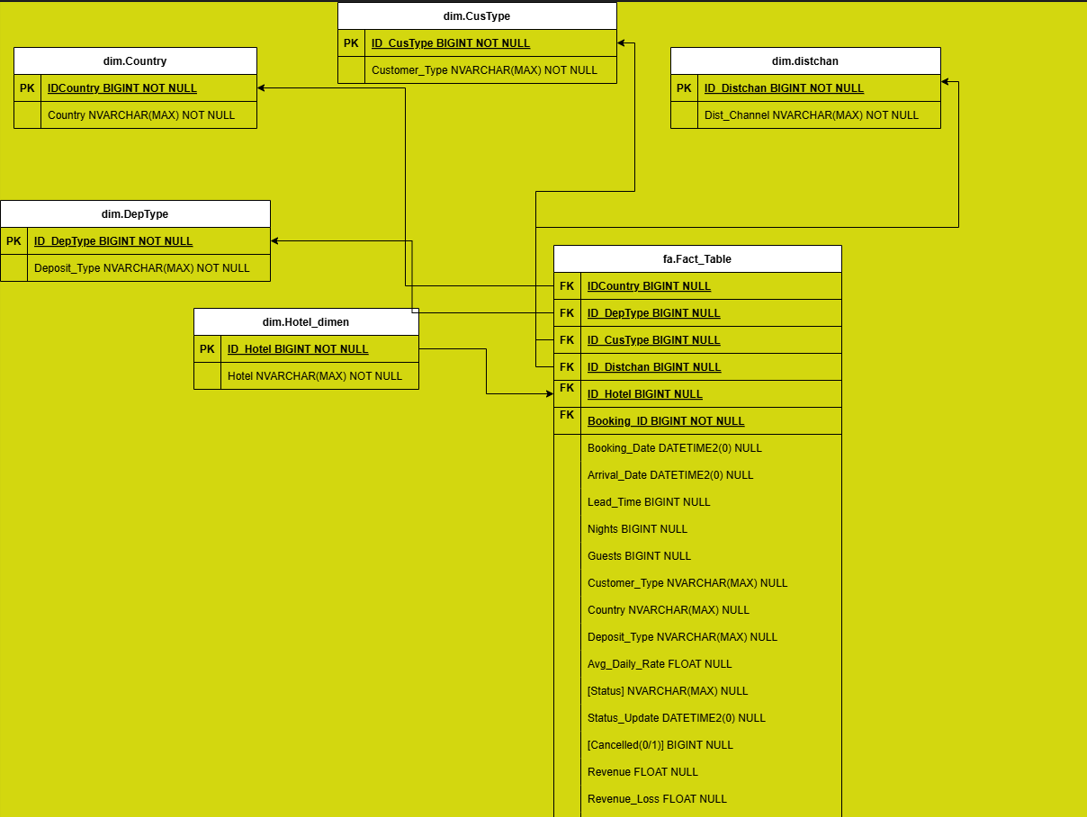 dim.CusType
PK ID_CusType BIGINT NOT NULL
Customer_Type NVARCHAR(MAX) NOT NULL
dim.Country
PK IDCountry BIGINT NOT NULL
Country NVARCHAR(MAX) NOT NULL
dim.distchan
PK ID_Distchan BIGINT NOT NULL
Dist_Channel NVARCHAR(MAX) NOT NULL
dim.DepType
PK ID_DepType BIGINT NOT NULL
Deposit_Type NVARCHAR(MAX) NOT NULL
dim.Hotel_dimen
PK ID_Hotel BIGINT NOT NULL
Hotel NVARCHAR(MAX) NOT NULL
fa.Fact_Table
FK IDCountry BIGINT NULL
FK ID_DepType BIGINT NULL
FK ID_CusType BIGINT NULL
FK ID_Distchan BIGINT NULL
FK ID_Hotel BIGINT NULL
FK Booking_ID BIGINT NOT NULL
Booking_Date DATETIME2(0) NULL
Arrival_Date DATETIME2(0) NULL
Lead_Time BIGINT NULL
Nights BIGINT NULL
Guests BIGINT NULL
Customer_Type NVARCHAR(MAX) NULL
Country NVARCHAR(MAX) NULL
Deposit_Type NVARCHAR(MAX) NULL
Avg_Daily_Rate FLOAT NULL
[Status] NVARCHAR(MAX) NULL
Status_Update DATETIME2(0) NULL
[Cancelled(0/1)] BIGINT NULL
Revenue FLOAT NULL
Revenue_Loss FLOAT NULL